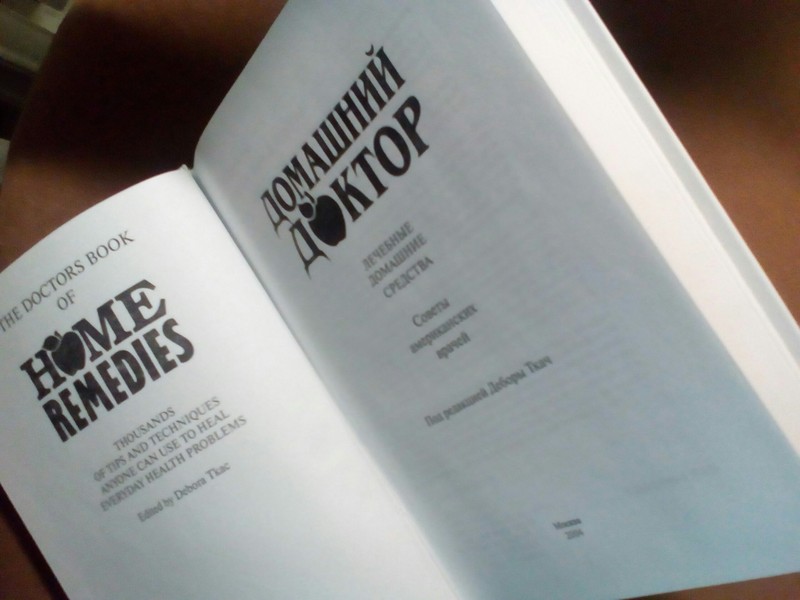 THE DOCTORS BOOK
OF
HOME
REMEDIES
THOUSANDS
OF TIPS AND TECHNIQUES
ANYONE CAN USE TO HEAL
EVERYDAY HEALTH PROBLEMS
Edited by Debora Tkac
ДОМАШНИЙ
ДОКТОР
ЛЕЧЕБНЫЕ
ДОМАШНИЕ
СРЕДСТВА
Советы
американских
врачей
Под редакцией Деборы Ткач
Москва